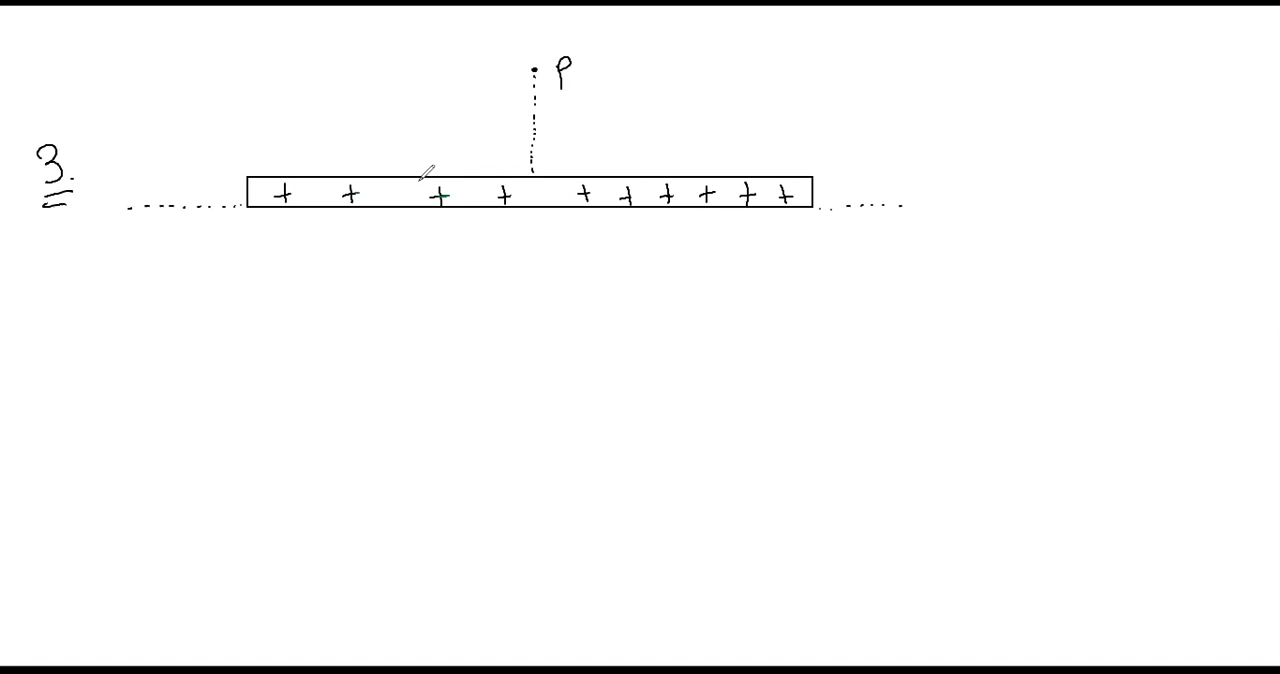 P
3.
+ + + + + + + + + +